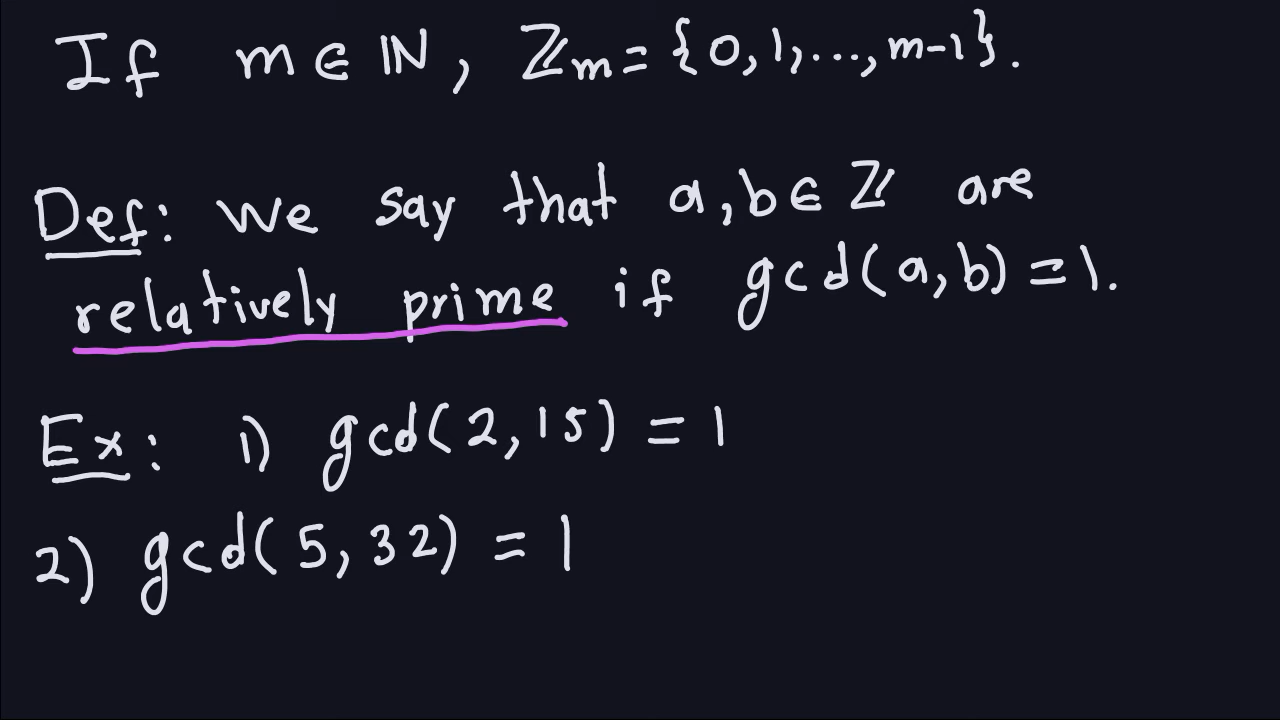 If m ∈ ℕ, ℤₘ = {0, 1, ..., m-1}.
Def: We say that a, b ∈ ℤ are
relatively prime if gcd(a, b) = 1.
Ex: 1) gcd(2, 15) = 1
2) gcd(5, 32) = 1